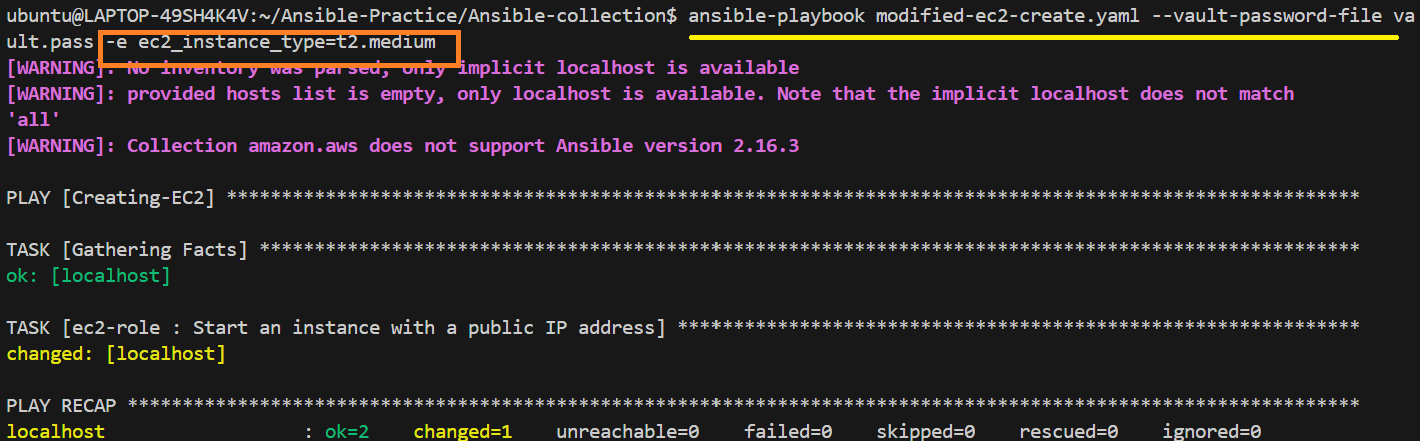 ubuntu@LAPTOP-49SH4K4V:~/Ansible-Practice/Ansible-collection$ ansible-playbook modified-ec2-create.yaml --vault-password-file va
ult.pass -e ec2_instance_type=t2.medium
[WARNING]: No inventory was parsed, only implicit localhost is available
[WARNING]: provided hosts list is empty, only localhost is available. Note that the implicit localhost does not match
'all'
[WARNING]: Collection amazon.aws does not support Ansible version 2.16.3
PLAY [Creating-EC2] *******************************************************************************************************
TASK [Gathering Facts] ****************************************************************************************************
ok: [localhost]
TASK [ec2-role : Start an instance with a public IP address] **************************************************************
changed: [localhost]
PLAY RECAP ****************************************************************************************************************
localhost                  : ok=2    changed=1    unreachable=0    failed=0    skipped=0    rescued=0    ignored=0